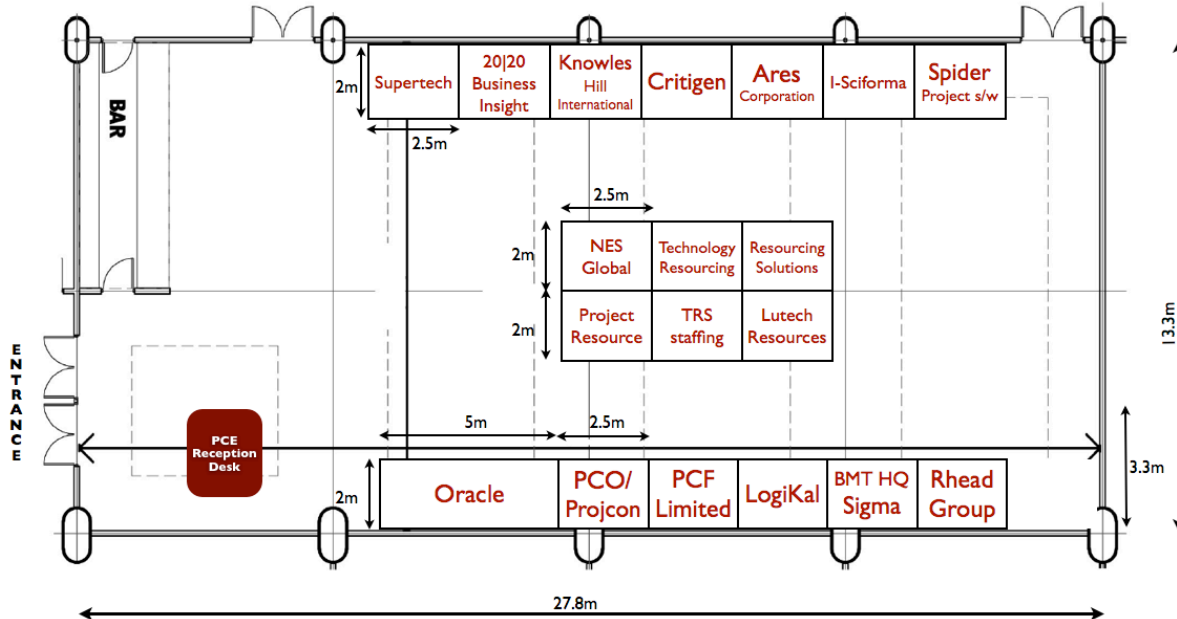 BAR
2m
Supertech
20|20
Business
Insight
Knowles
Hill
International
Critigen
Ares
Corporation
I-Sciforma
Spider
Project s/w
2.5m
2.5m
2m
NES
Global
Technology
Resourcing
Resourcing
Solutions
2m
Project
Resource
TRS
staffing
Lutech
Resources
13.3m
ENTRANCE
PCE
Reception
Desk
5m
2.5m
3.3m
2m
Oracle
PCO/
Projcon
PCF
Limited
LogiKal
BMT HQ
Sigma
Rhead
Group
27.8m